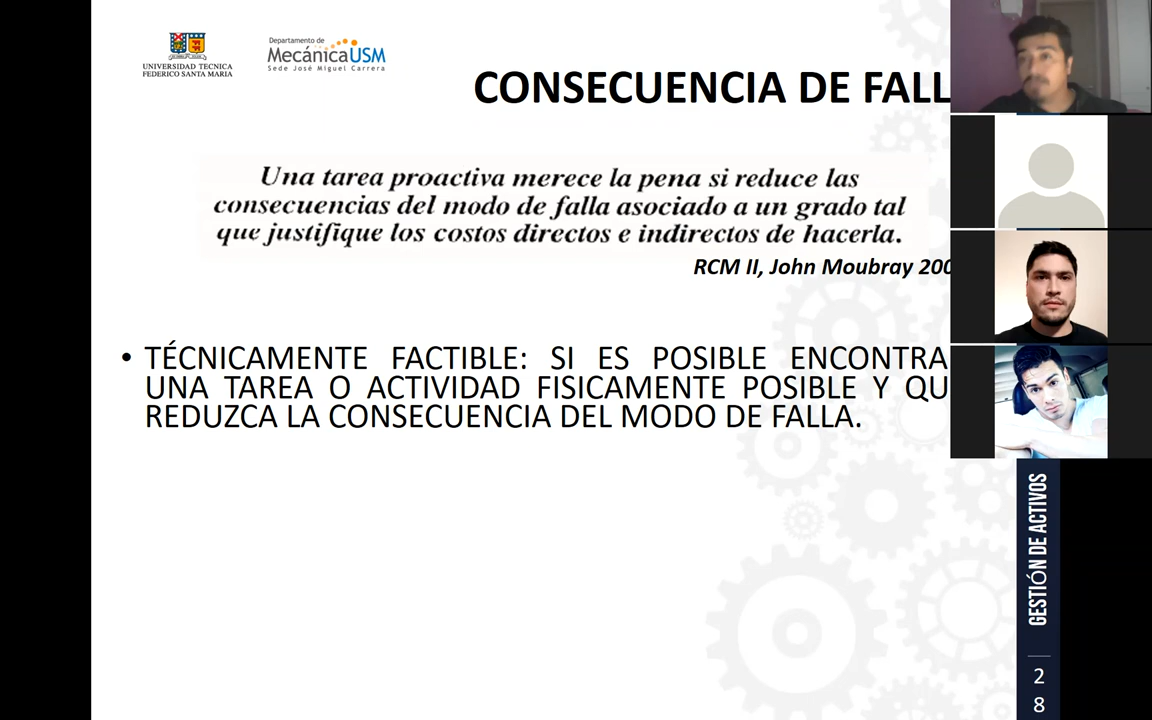 UNIVERSIDAD TECNICA
FEDERICO SANTA MARIA
Departamento de
MecánicaUSM
Sede José Miguel Carrera
CONSECUENCIA DE FALL
Una tarea proactiva merece la pena si reduce las
consecuencias del modo de falla asociado a un grado tal
que justifique los costos directos e indirectos de hacerla.
RCM II, John Moubray 200
• TÉCNICAMENTE FACTIBLE: SI ES POSIBLE ENCONTRA
UNA TAREA O ACTIVIDAD FISICAMENTE POSIBLE Y QU
REDUZCA LA CONSECUENCIA DEL MODO DE FALLA.
GESTIÓN DE ACTIVOS
2
8